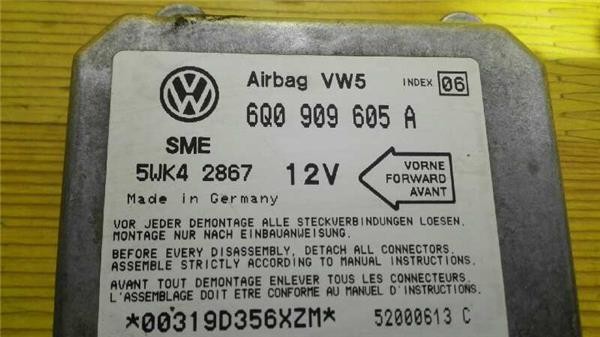 Airbag VW5 INDEX 06
6Q0 909 605 A
SME
5WK4 2867 12V
VORNE
FORWARD
AVANT
Made in Germany
VOR JEDER DEMONTAGE ALLE STECKVERBINDUNGEN LOESEN.
MONTAGE NUR NACH EINBAUANWEISUNG.
BEFORE EVERY DISASSEMBLY, DETACH ALL CONNECTORS.
ASSEMBLE STRICTLY ACCORDING TO MANUAL INSTRUCTIONS.
AVANT TOUT DEMONTAGE ENLEVER TOUS LES CONNECTEURS.
L'ASSEMBLAGE DOIT ETRE CONFORME AU MANUEL D'INSTRUCTIONS.
*00319D356XZM* 52000613 C